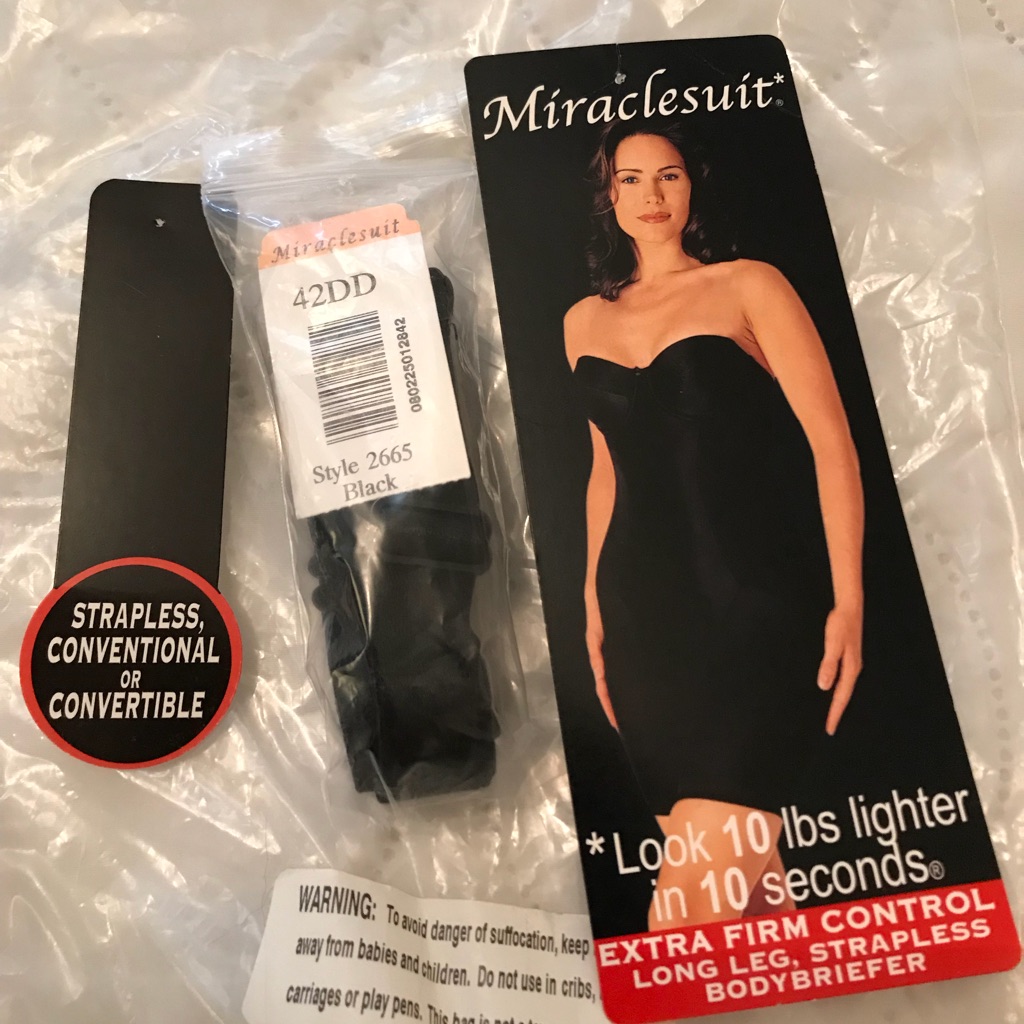 Miraclesuit*®
Miraclesuit
42DD
080225012842
Style 2665
Black
STRAPLESS,
CONVENTIONAL
OR
CONVERTIBLE
*Look 10 lbs lighter
in 10 seconds®
EXTRA FIRM CONTROL
LONG LEG, STRAPLESS
BODYBRIEFER
WARNING: To avoid danger of suffocation, keep
away from babies and children. Do not use in cribs,
carriages or play pens. This bag is not a